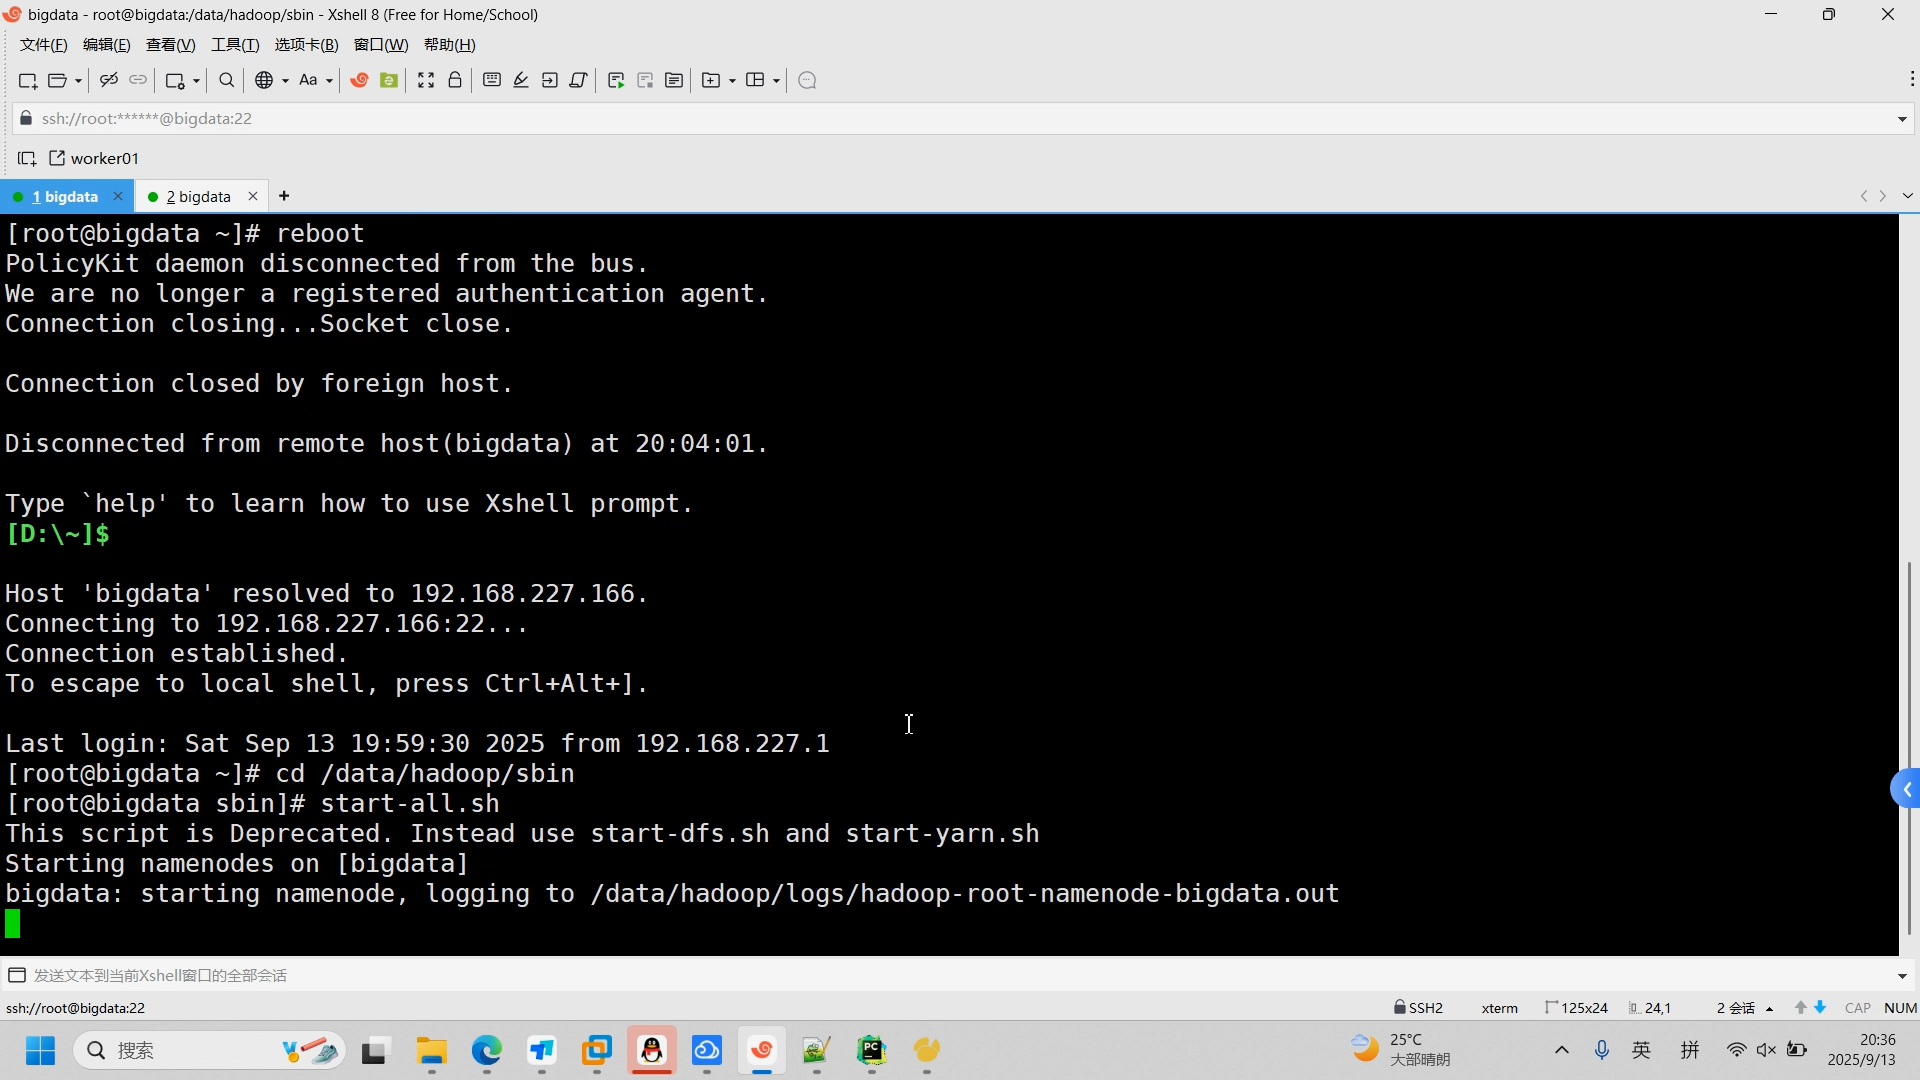 bigdata - root@bigdata:/data/hadoop/sbin - Xshell 8 (Free for Home/School)
文件(F) 编辑(E) 查看(V) 工具(T) 选项卡(B) 窗口(W) 帮助(H)
Aa
ssh://root:******@bigdata:22
worker01
1 bigdata 2 bigdata
[root@bigdata ~]# reboot
PolicyKit daemon disconnected from the bus.
We are no longer a registered authentication agent.
Connection closing...Socket close.
Connection closed by foreign host.
Disconnected from remote host(bigdata) at 20:04:01.
Type `help' to learn how to use Xshell prompt.
[D:\~]$
Host 'bigdata' resolved to 192.168.227.166.
Connecting to 192.168.227.166:22...
Connection established.
To escape to local shell, press Ctrl+Alt+].
Last login: Sat Sep 13 19:59:30 2025 from 192.168.227.1
[root@bigdata ~]# cd /data/hadoop/sbin
[root@bigdata sbin]# start-all.sh
This script is Deprecated. Instead use start-dfs.sh and start-yarn.sh
Starting namenodes on [bigdata]
bigdata: starting namenode, logging to /data/hadoop/logs/hadoop-root-namenode-bigdata.out
发送文本到当前Xshell窗口的全部会话
ssh://root@bigdata:22 SSH2 xterm 125x24 24,1 2 会话 CAP NUM
搜索 PC 25°C 英 拼 20:36
大部晴朗 2025/9/13